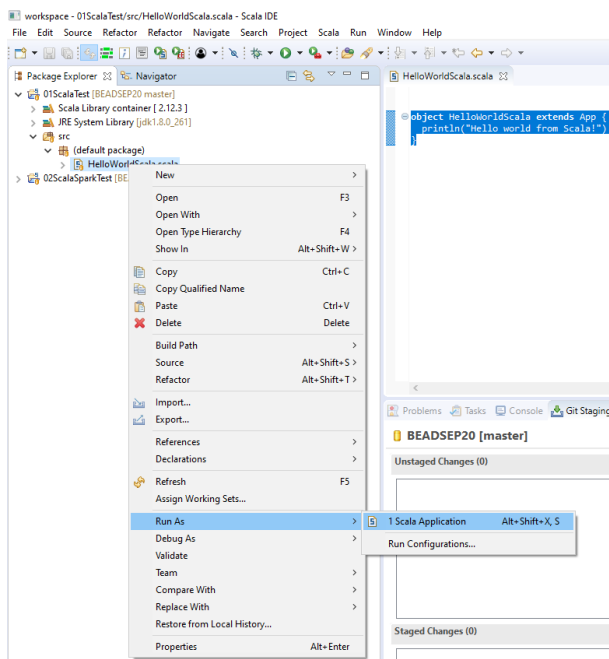 workspace - 01ScalaTest/src/HelloWorldScala.scala - Scala IDE
File Edit Source Refactor Refactor Navigate Search Project Scala Run Window Help
Package Explorer Navigator
HelloWorldScala.scala
01ScalaTest [BEADSEP20 master]
Scala Library container [ 2.12.3 ]
JRE System Library [jdk1.8.0_261]
src
(default package)
HelloWorldScala.scala
02ScalaSparkTest [BE
object HelloWorldScala extends App {
println("Hello world from Scala!")
}
New
Open F3
Open With
Open Type Hierarchy F4
Show In Alt+Shift+W
Copy Ctrl+C
Copy Qualified Name
Paste Ctrl+V
Delete Delete
Build Path
Source Alt+Shift+S
Refactor Alt+Shift+T
Import...
Export...
References
Declarations
Refresh F5
Assign Working Sets...
Run As
Debug As
Validate
Team
Compare With
Replace With
Restore from Local History...
Properties Alt+Enter
1 Scala Application Alt+Shift+X, S
Run Configurations...
Problems Tasks Console Git Staging
BEADSEP20 [master]
Unstaged Changes (0)
Staged Changes (0)